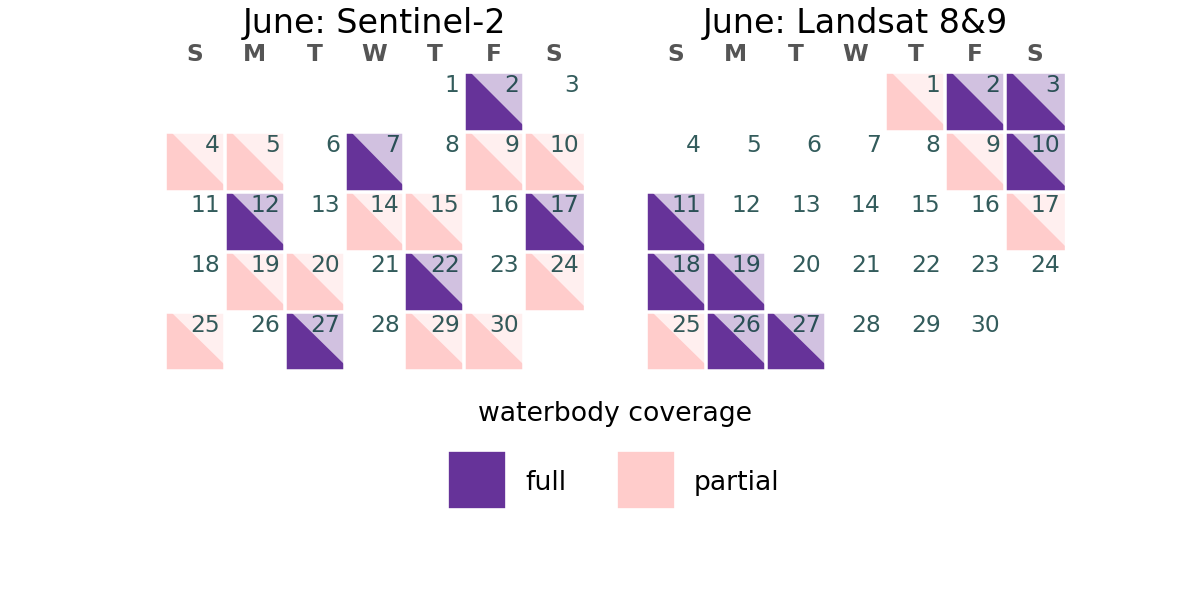 June: Sentinel-2
S M T W T F S
1 2 3
4 5 6 7 8 9 10
11 12 13 14 15 16 17
18 19 20 21 22 23 24
25 26 27 28 29 30
June: Landsat 8&9
S M T W T F S
1 2 3
4 5 6 7 8 9 10
11 12 13 14 15 16 17
18 19 20 21 22 23 24
25 26 27 28 29 30
waterbody coverage
full partial